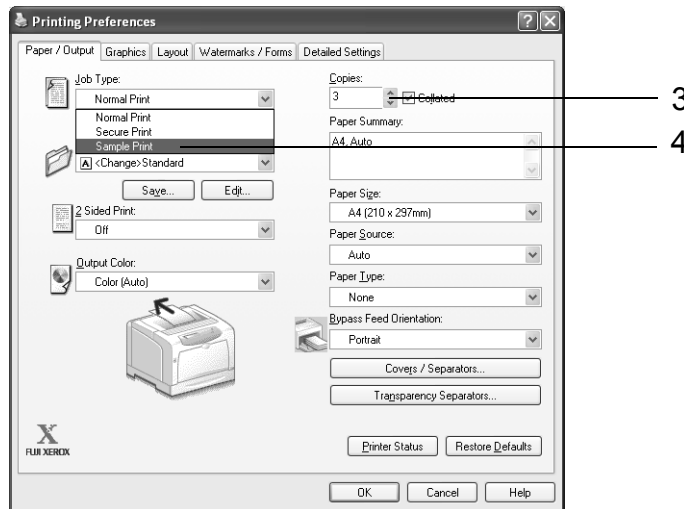 Printing Preferences
Paper / Output Graphics Layout Watermarks / Forms Detailed Settings
Job Type:
Normal Print
Normal Print
Secure Print
Sample Print
A <Change>Standard
Save... Edit...
2 Sided Print:
Off
Output Color:
Color (Auto)
FUJI XEROX
Copies:
3 Collated
3
Paper Summary:
4
A4, Auto
Paper Size:
A4 (210 x 297mm)
Paper Source:
Auto
Paper Type:
None
Bypass Feed Orientation:
Portrait
Covers / Separators...
Transparency Separators...
Printer Status Restore Defaults
OK Cancel Help